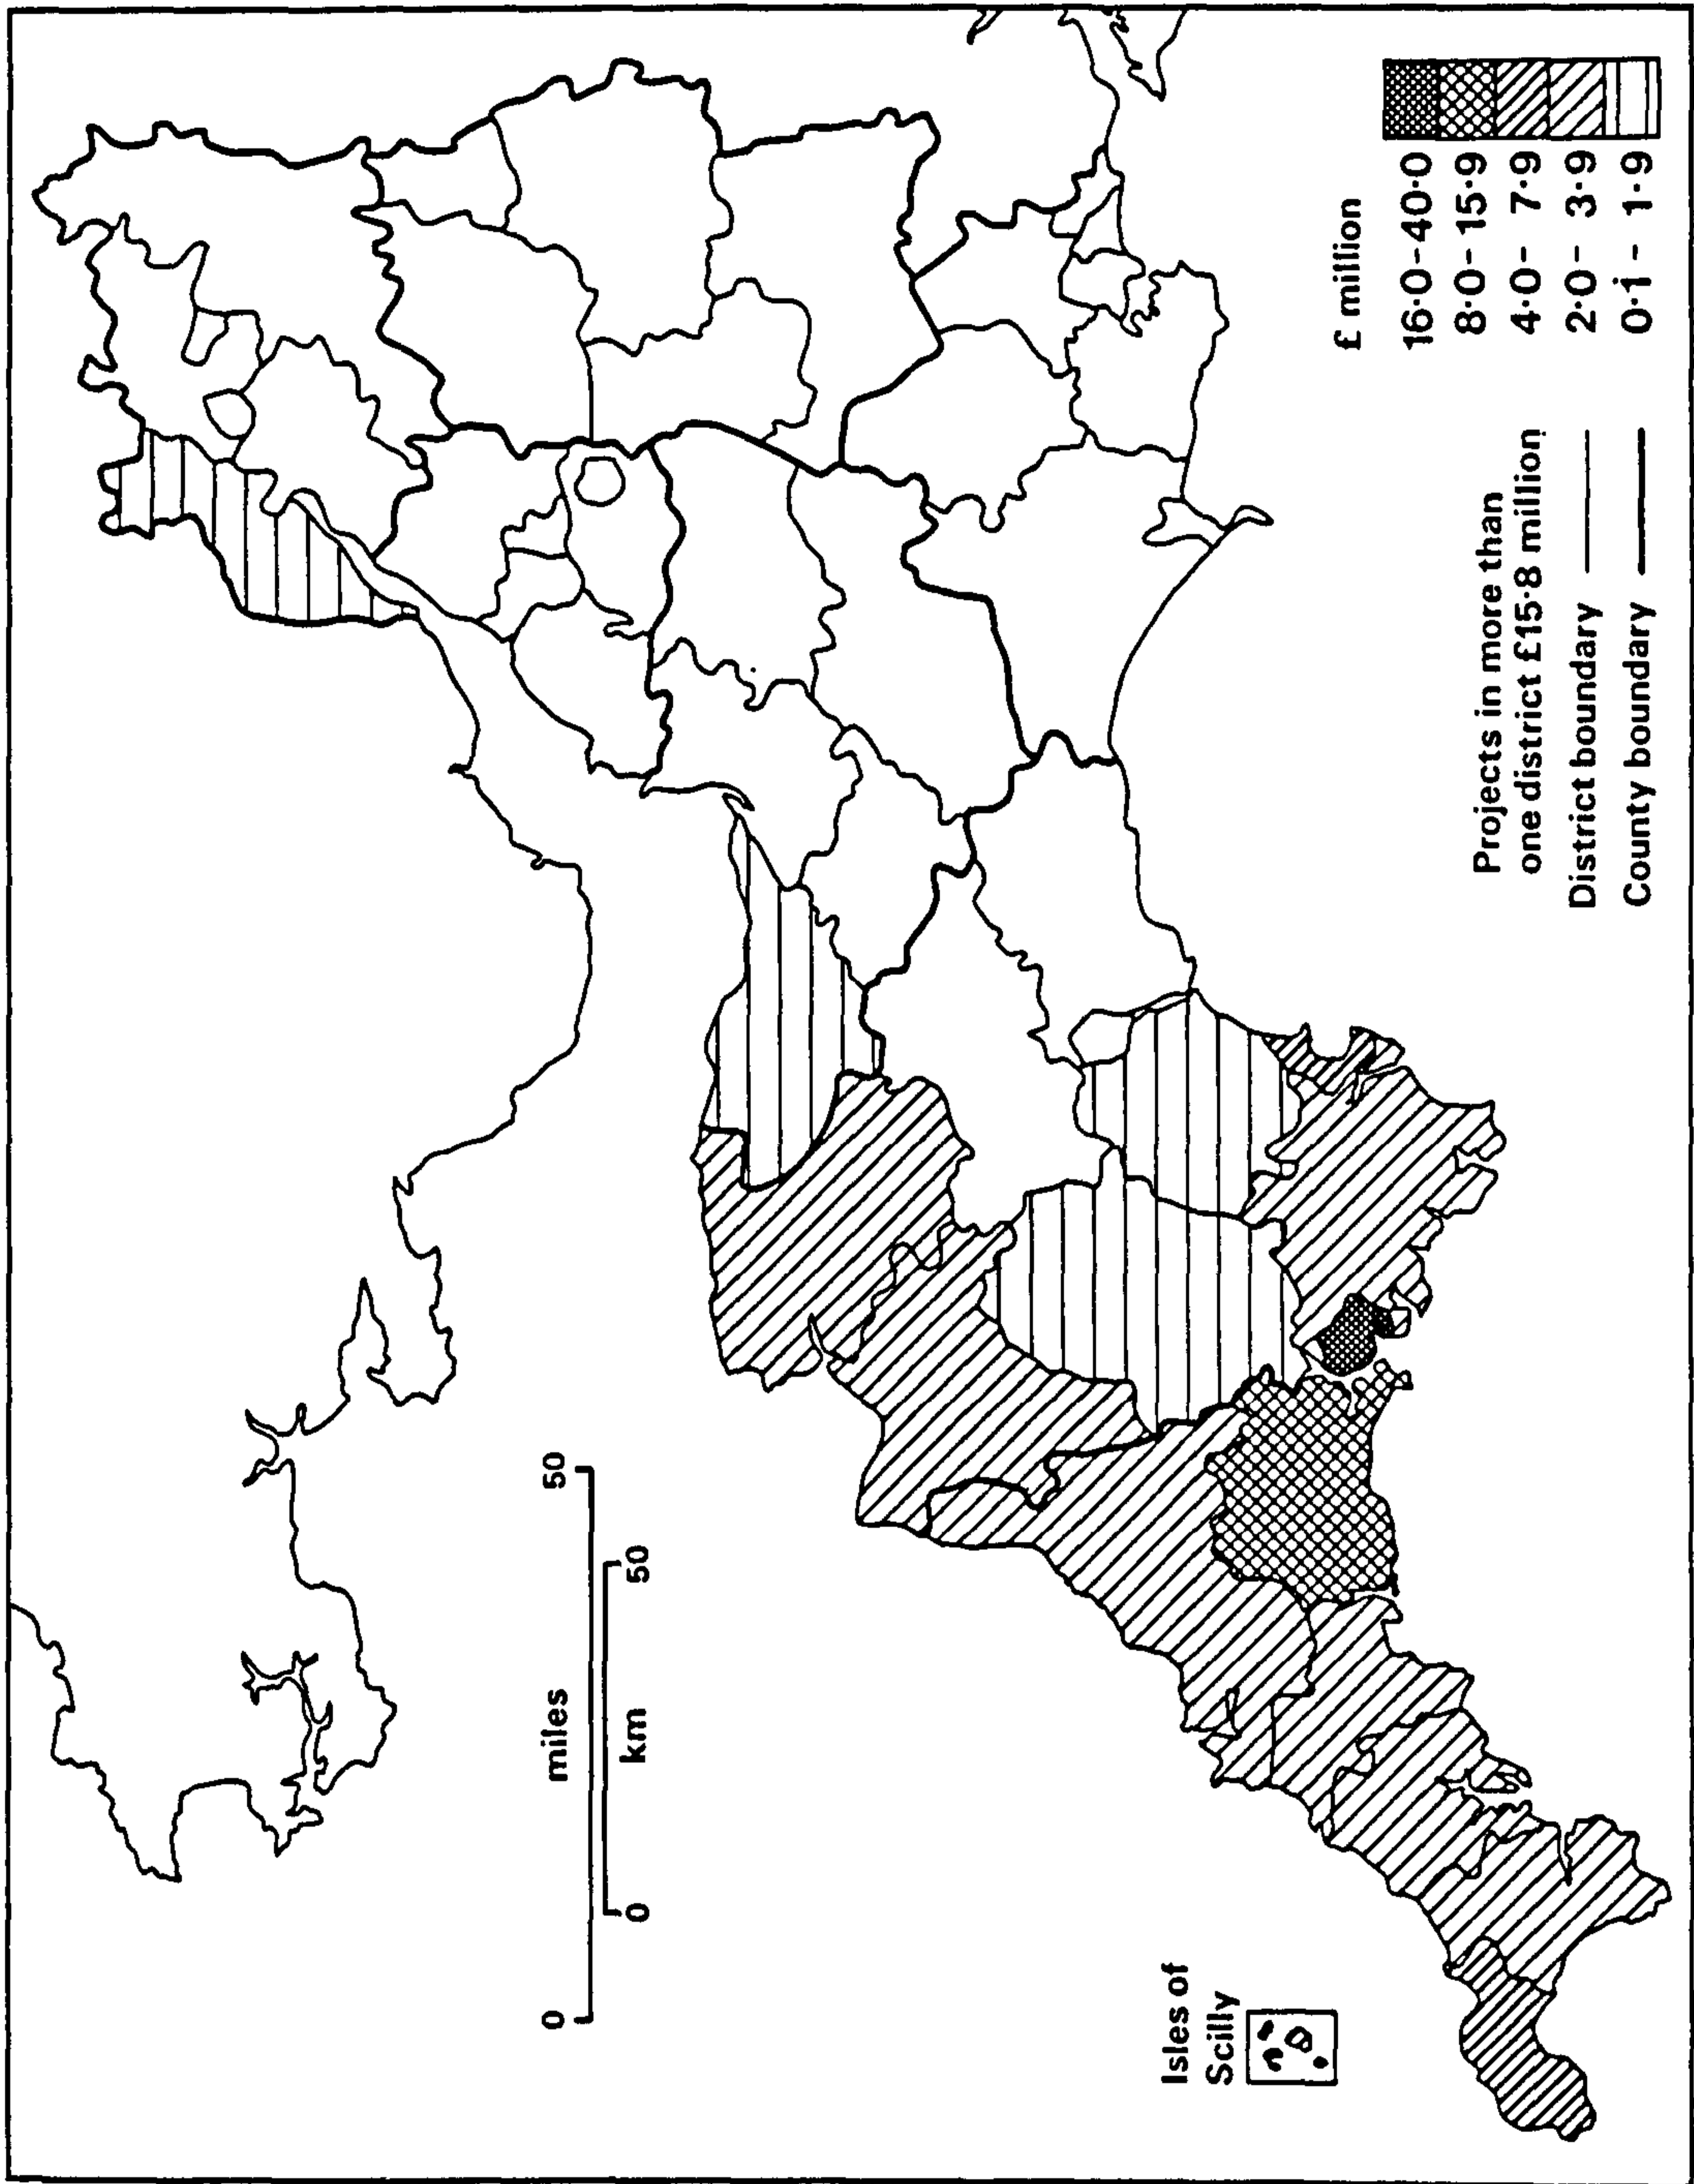 miles
0 50
0 50
km
Isles of
Scilly
Projects in more than
one district £15·8 million
District boundary
County boundary
£ million
16·0-40·0
8·0-15·9
4·0- 7·9
2·0- 3·9
0·1- 1·9